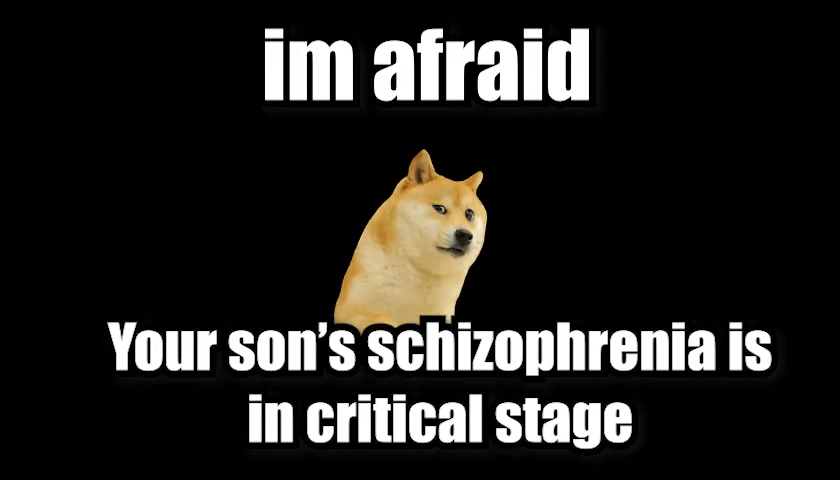 im afraid
Your son’s schizophrenia is
in critical stage